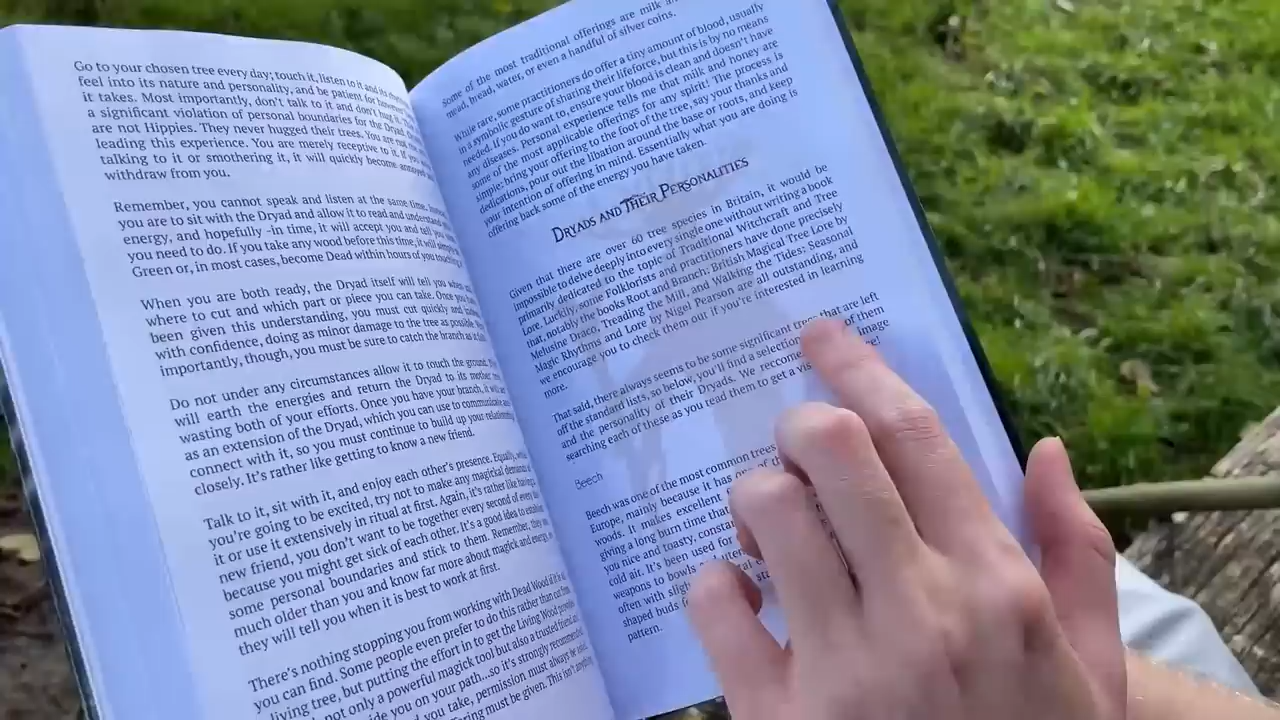 Go to your chosen tree every day; touch it, listen to it and its
feel into its nature and personality, and be patient for however
it takes. Most importantly, don't talk to it and don't hug it.
a significant violation of personal boundaries for the Dryad
are not Hippies. They never hugged their trees. You are not
leading this experience. You are merely receptive to it. If you
talking to it or smothering it, it will quickly become annoyed
withdraw from you.
Remember, you cannot speak and listen at the same time.
you are to sit with the Dryad and allow it to read and understand
energy, and hopefully -in time, it will accept you and tell you
you need to do. If you take any wood before this time, it will simply
Green or, in most cases, become Dead within hours of you
When you are both ready, the Dryad itself will tell you when
where to cut and which part or piece you can take. Once you
been given this understanding, you must cut quickly and
with confidence, doing as minor damage to the tree as possible.
importantly, though, you must be sure to catch the branch
Do not under any circumstances allow it to touch the ground.
will earth the energies and return the Dryad to its mother
wasting both of your efforts. Once you have your branch, it
as an extension of the Dryad, which you can use to communicate
connect with it, so you must continue to build up your relationship
closely. It's rather like getting to know a new friend.
Talk to it, sit with it, and enjoy each other's presence. Equally,
you're going to be excited, try not to make any magickal demands
it or use it extensively in ritual at first. Again, it's rather like having
new friend, you don't want to be together every second of every
because you might get sick of each other. It's a good idea to establish
some personal boundaries and stick to them. Remember, they are
much older than you and know far more about magick and energy,
they will tell you when it is best to work at first.
There's nothing stopping you from working with Dead Wood if it is
you can find. Some people even prefer to do this rather than cut from
living tree, but putting the effort in to get the Living Wood provides
not only a powerful magick tool but also a trusted friend
you on your path...so it's strongly recommended
you take, permission must always be
must be given. This isn't
some of the most traditional offerings are milk
mead, bread, water, or even a handful of silver coins.
While rare, some practitioners do offer a tiny amount of blood, usually
in a symbolic gesture of sharing their lifeforce, but this is by no means
needed. If you do want to, ensure your blood is clean and doesn't have
any diseases. Personal experience tells me that milk and honey are
some of the most applicable offerings for any spirit! The process is
simple: bring your offering to the foot of the tree, say your thanks and
dedications, pour out the libation around the base or roots, and keep
your intention of offering in mind. Essentially what you are doing is
offering back some of the energy you have taken.
DRYADS AND THEIR PERSONALITIES
Given that there are over 60 tree species in Britain, it would be
impossible to delve deeply into every single one without writing a book
primarily dedicated to the topic of Traditional Witchcraft and Tree
Lore. Luckily, some Folklorists and practitioners have done precisely
that, notably the books Root and Branch: British Magical Tree Lore by
Melusine Draco, Treading the Mill, and Walking the Tides: Seasonal
Magic Rhythms and Lore by Nigel Pearson are all outstanding, and
we encourage you to check them out if you're interested in learning
more.
That said, there always seems to be some significant trees that are left
off the standard lists, so below, you'll find a selection of them
and the personality of their Dryads. We reccomend Image
searching each of these as you read them to get a
Beech
Beech was one of the most common trees
Europe, mainly because it has one of the
woods. It makes excellent
giving a long burn time that
you nice and toasty,
cold air. It's been used for
weapons to bowls
often with
shaped buds
pattern.